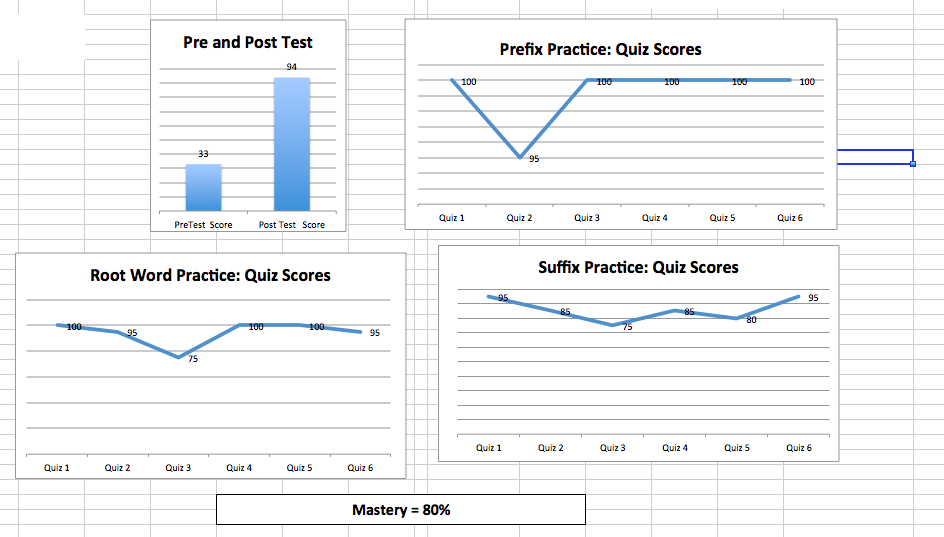 Pre and Post Test
94
33
PreTest Score Post Test Score
Prefix Practice: Quiz Scores
100 100 100 100 100
95
Quiz 1 Quiz 2 Quiz 3 Quiz 4 Quiz 5 Quiz 6
Root Word Practice: Quiz Scores
100 95 75 100 100 95
Quiz 1 Quiz 2 Quiz 3 Quiz 4 Quiz 5 Quiz 6
Suffix Practice: Quiz Scores
95 85 75 85 80 95
Quiz 1 Quiz 2 Quiz 3 Quiz 4 Quiz 5 Quiz 6
Mastery = 80%